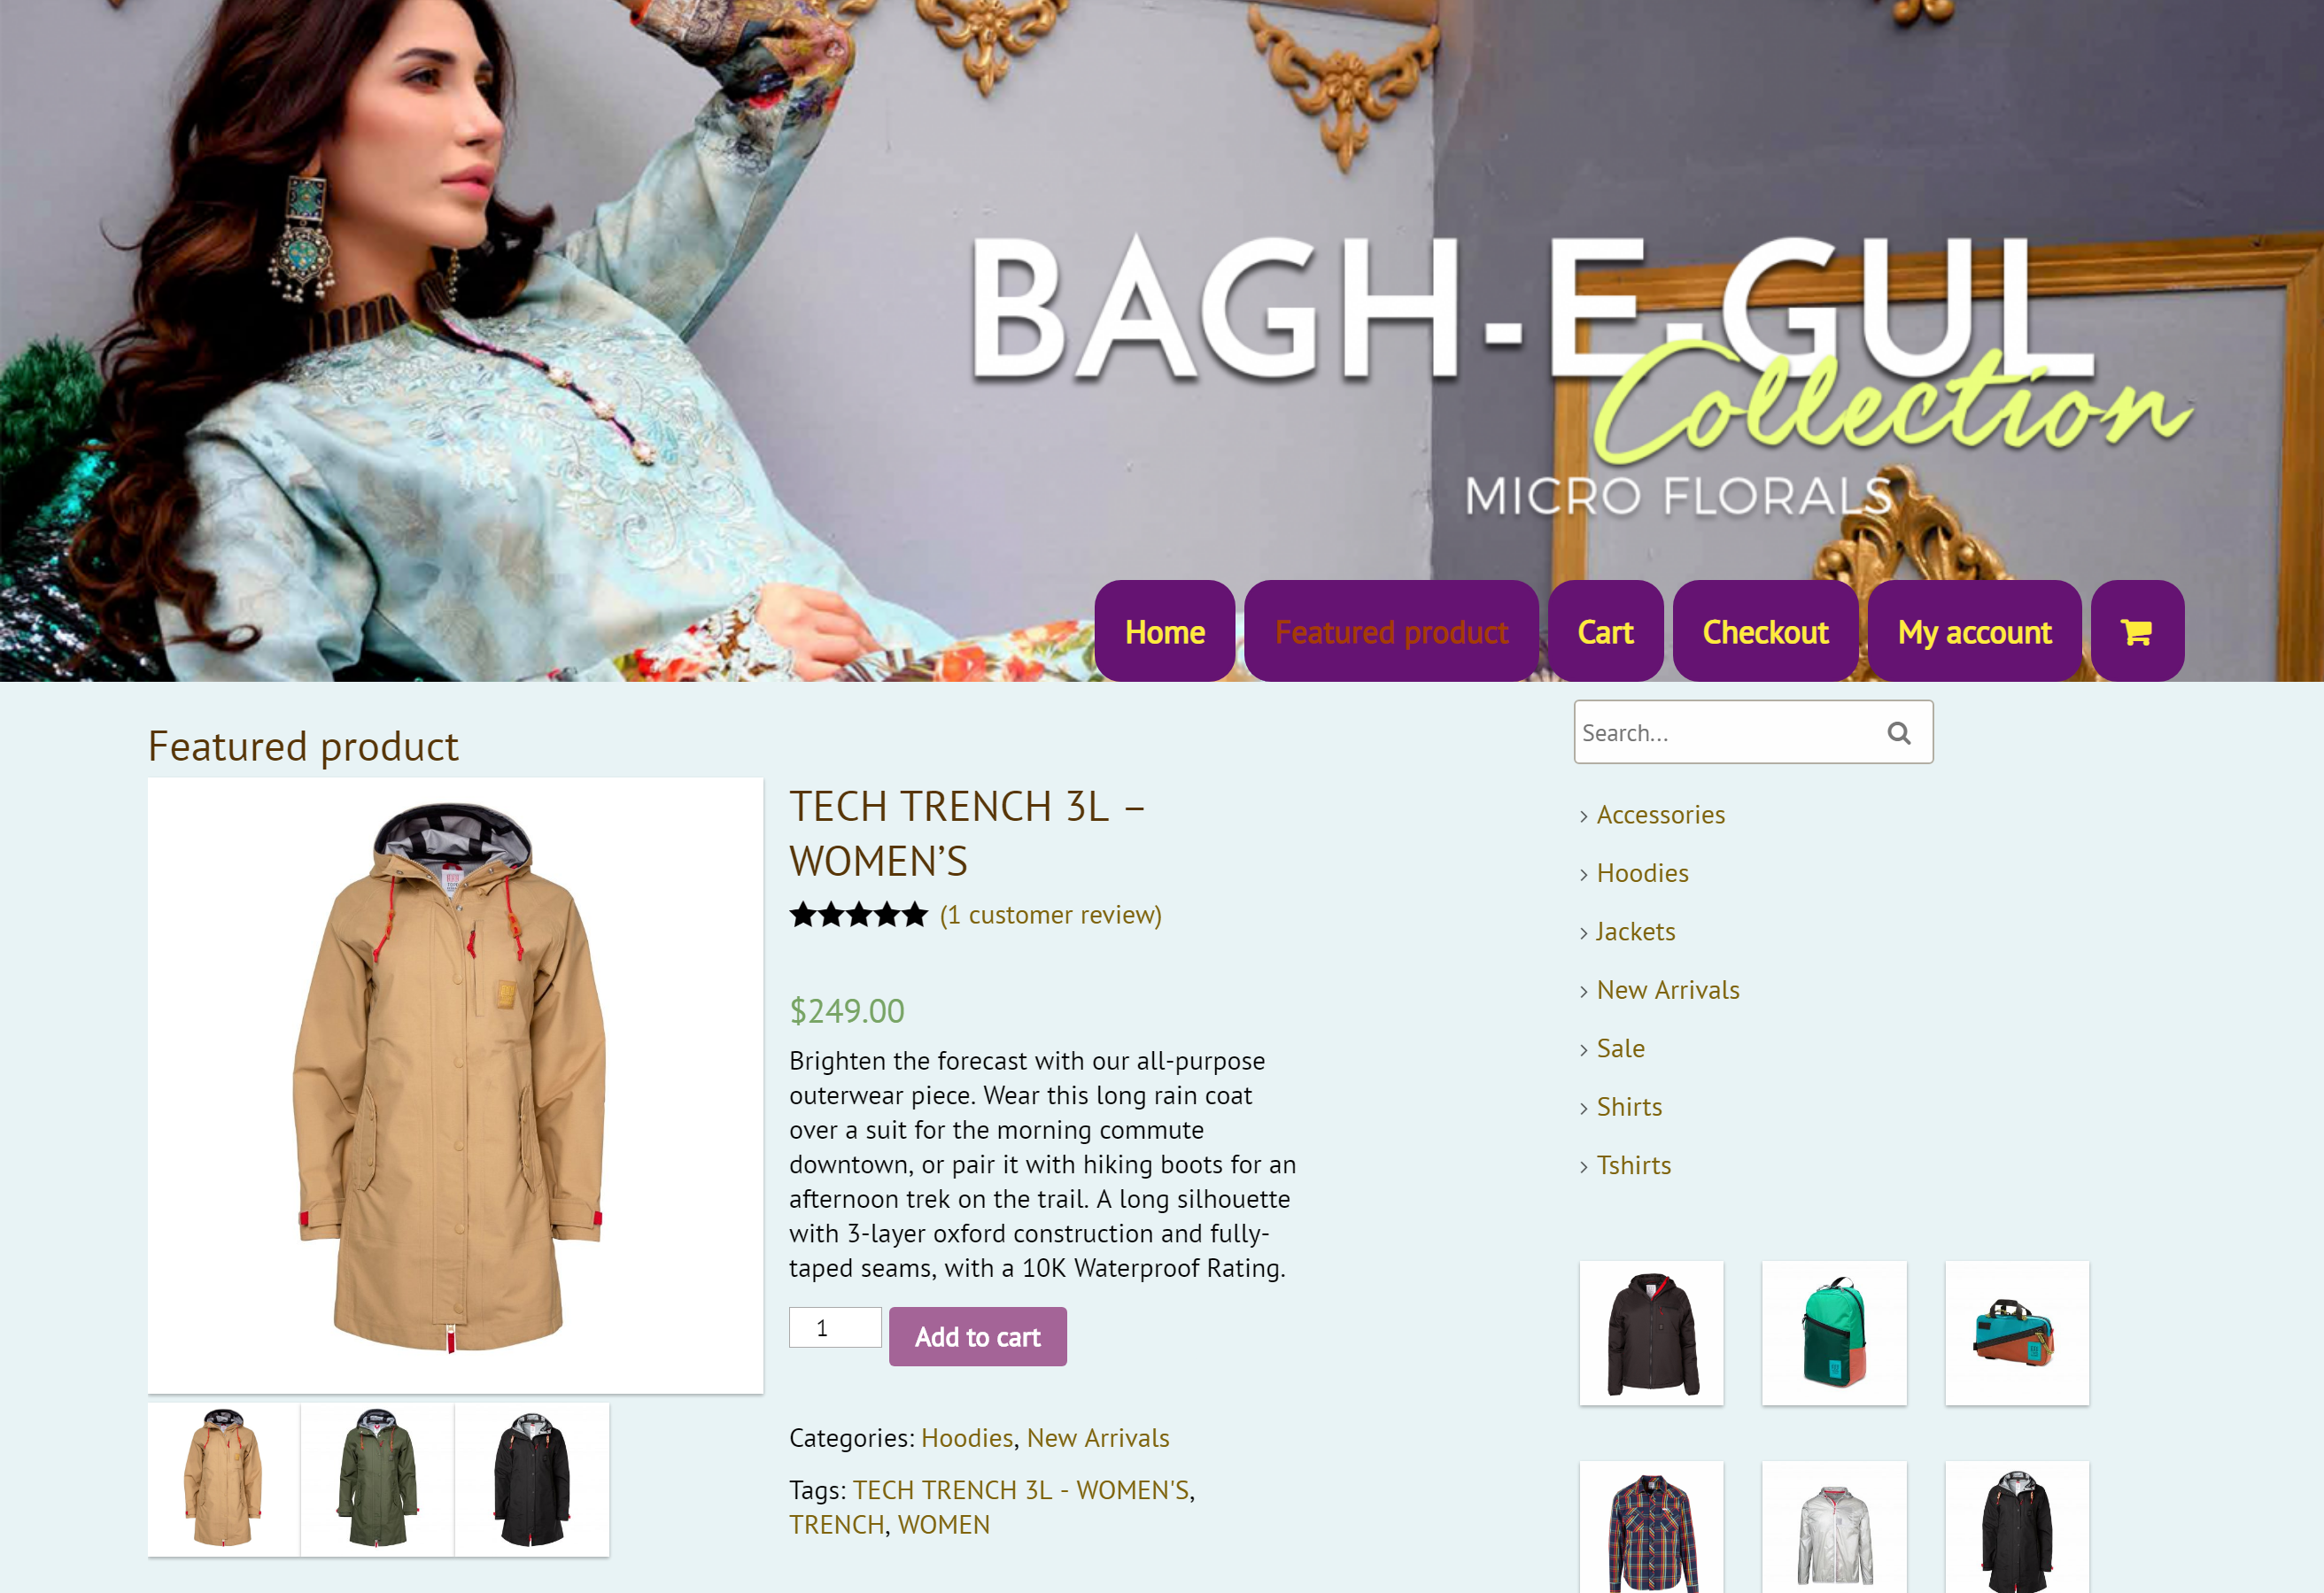 BAGH-E-GUL
Collection
MICRO FLORALS
Home
Featured product
Cart
Checkout
My account
Featured product
TECH TRENCH 3L –
WOMEN’S
(1 customer review)
$249.00
Brighten the forecast with our all-purpose
outerwear piece. Wear this long rain coat
over a suit for the morning commute
downtown, or pair it with hiking boots for an
afternoon trek on the trail. A long silhouette
with 3-layer oxford construction and fully-
taped seams, with a 10K Waterproof Rating.
1
Add to cart
Categories: Hoodies, New Arrivals
Tags: TECH TRENCH 3L - WOMEN'S,
TRENCH, WOMEN
Search...
Accessories
Hoodies
Jackets
New Arrivals
Sale
Shirts
Tshirts